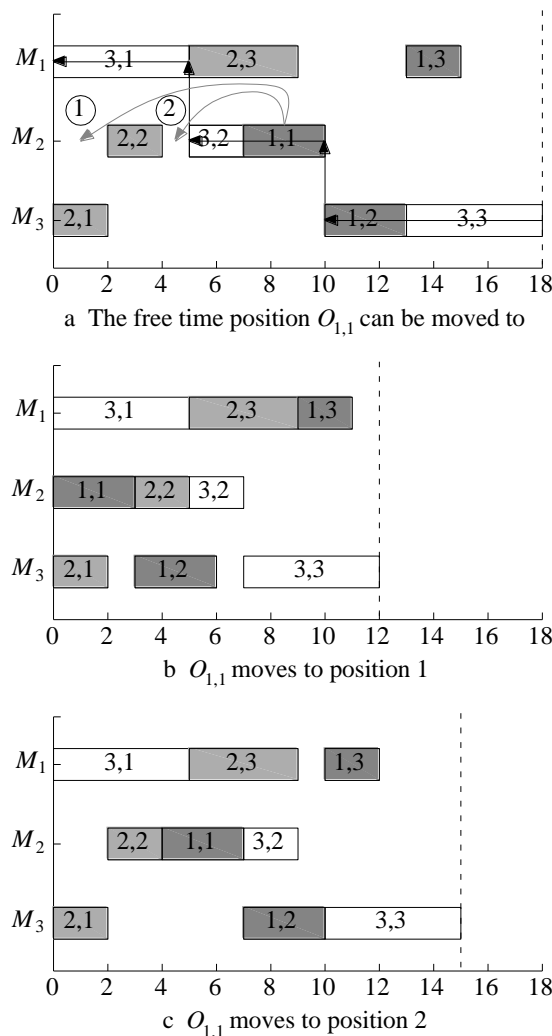 M1 3,1 2,3 1,3
1 2
M2 2,2 3,2 1,1
M3 2,1 1,2 3,3
0 2 4 6 8 10 12 14 16 18
a The free time position O1,1 can be moved to
M1 3,1 2,3 1,3
M2 1,1 2,2 3,2
M3 2,1 1,2 3,3
0 2 4 6 8 10 12 14 16 18
b O1,1 moves to position 1
M1 3,1 2,3 1,3
M2 2,2 1,1 3,2
M3 2,1 1,2 3,3
0 2 4 6 8 10 12 14 16 18
c O1,1 moves to position 2